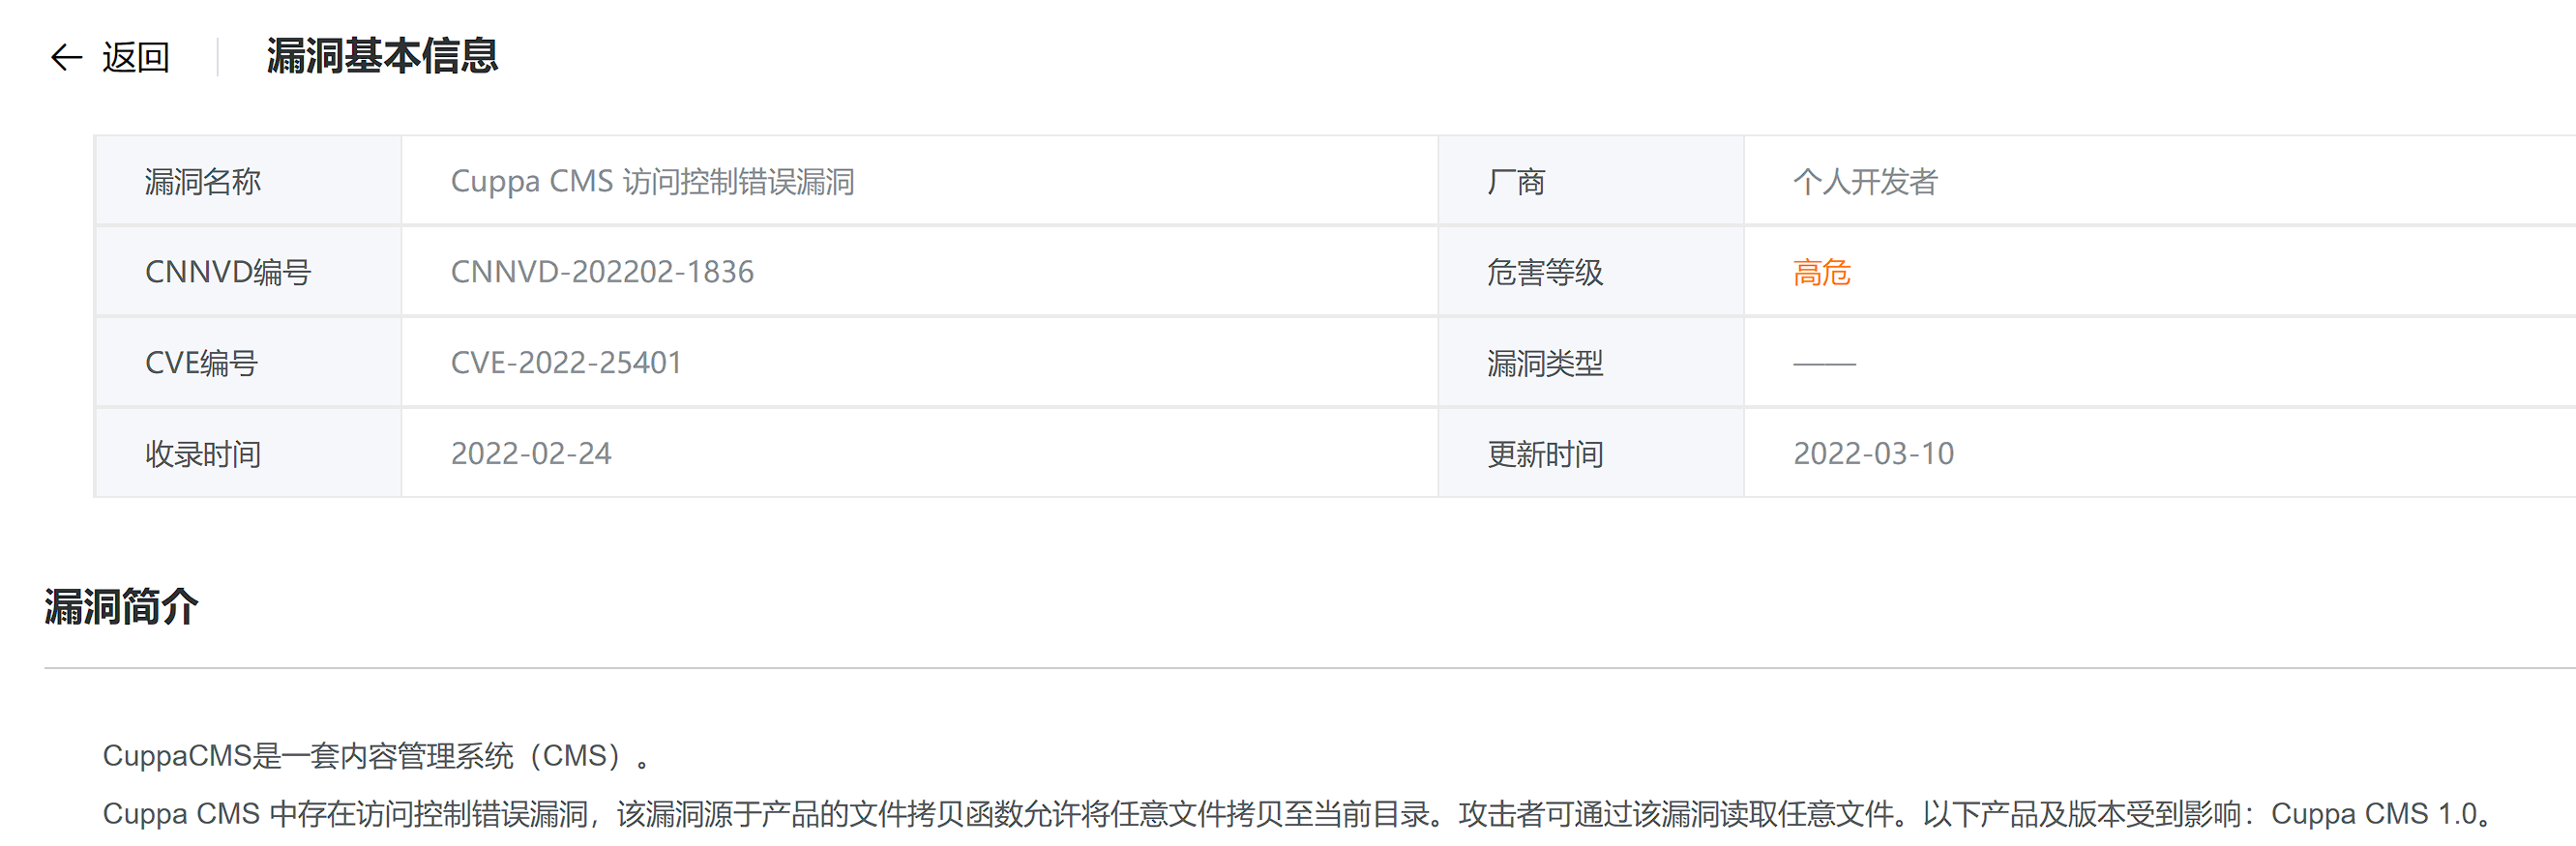 返回 漏洞基本信息
漏洞名称 Cuppa CMS 访问控制错误漏洞 厂商 个人开发者
CNNVD编号 CNNVD-202202-1836 危害等级 高危
CVE编号 CVE-2022-25401 漏洞类型 ——
收录时间 2022-02-24 更新时间 2022-03-10
漏洞简介
CuppaCMS是一套内容管理系统（CMS）。
Cuppa CMS 中存在访问控制错误漏洞，该漏洞源于产品的文件拷贝函数允许将任意文件拷贝至当前目录。攻击者可通过该漏洞读取任意文件。以下产品及版本受到影响：Cuppa CMS 1.0。